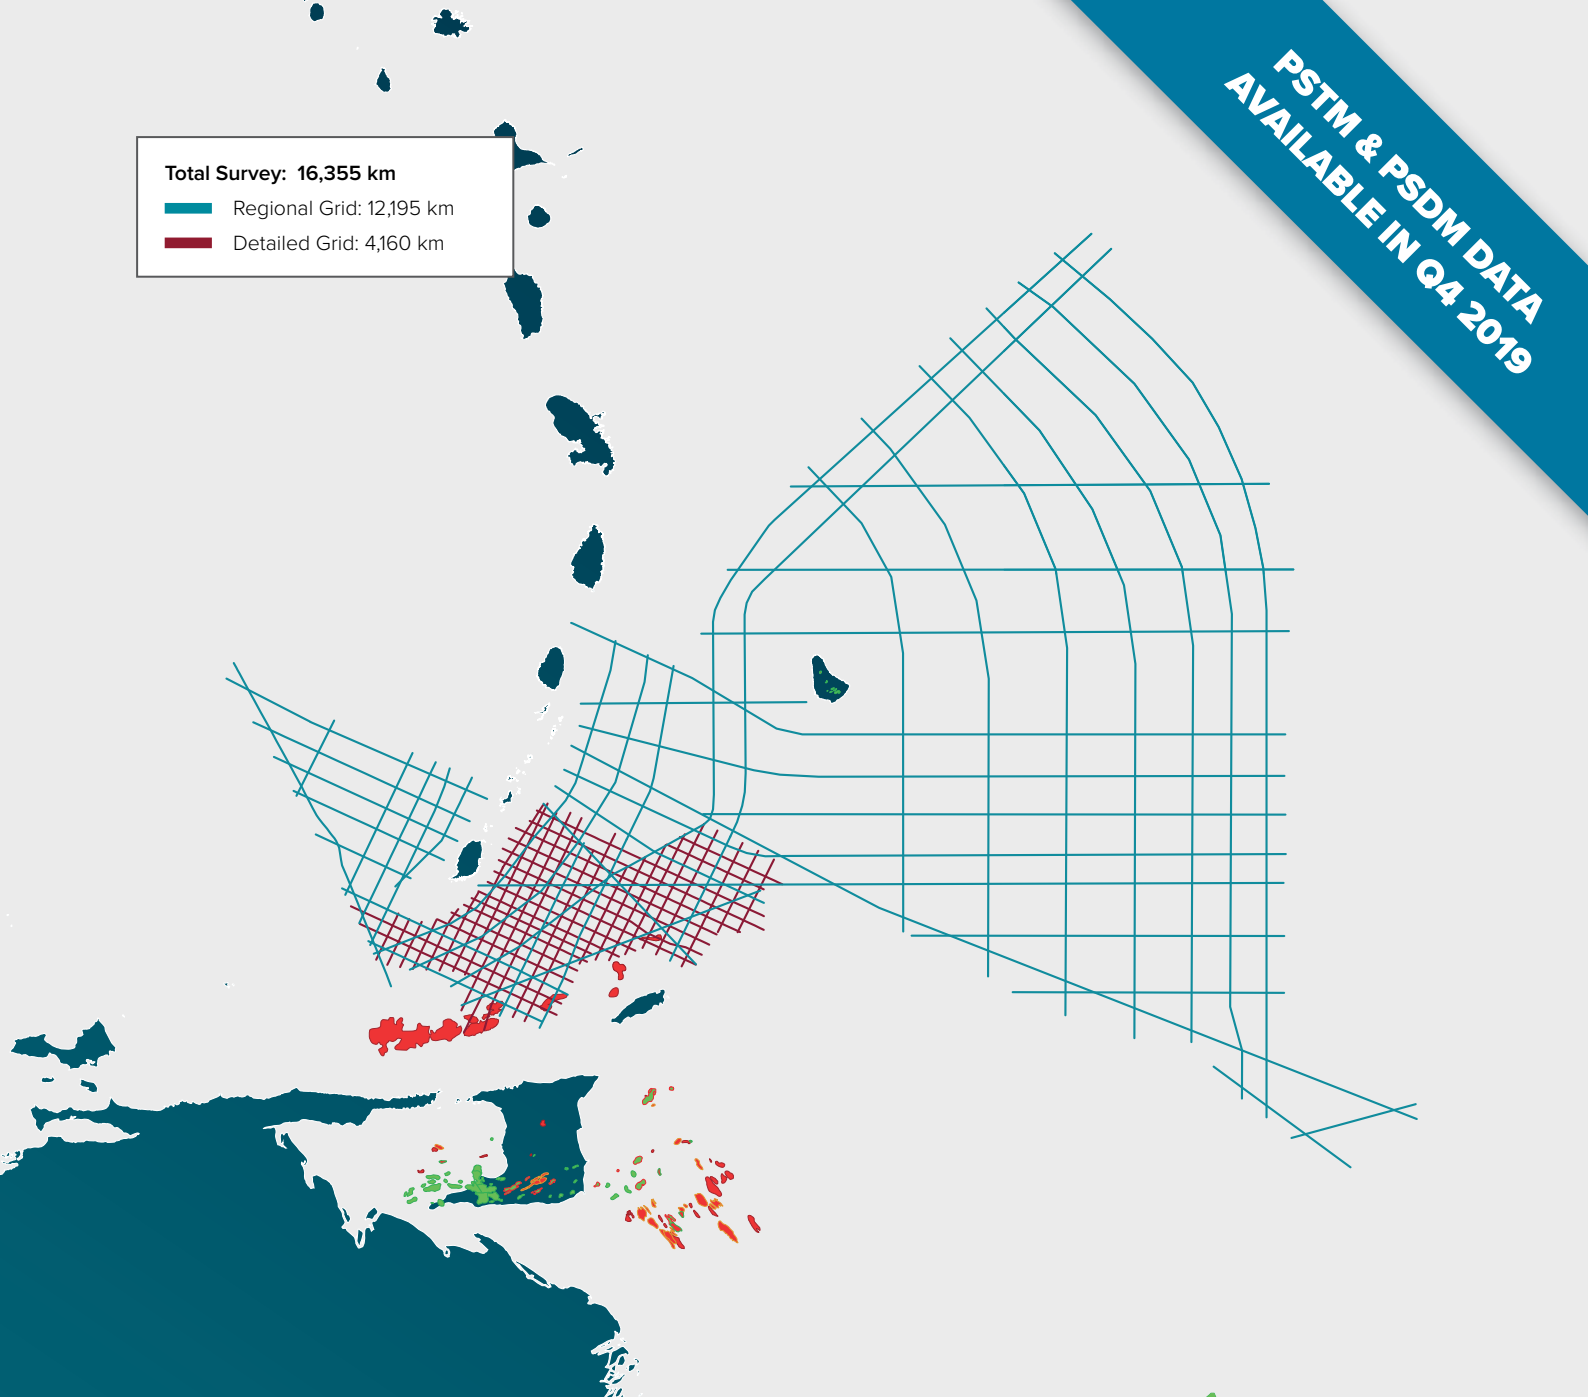 PSTM & PSDM DATA
AVAILABLE IN Q4 2019
Total Survey: 16,355 km
Regional Grid: 12,195 km
Detailed Grid: 4,160 km